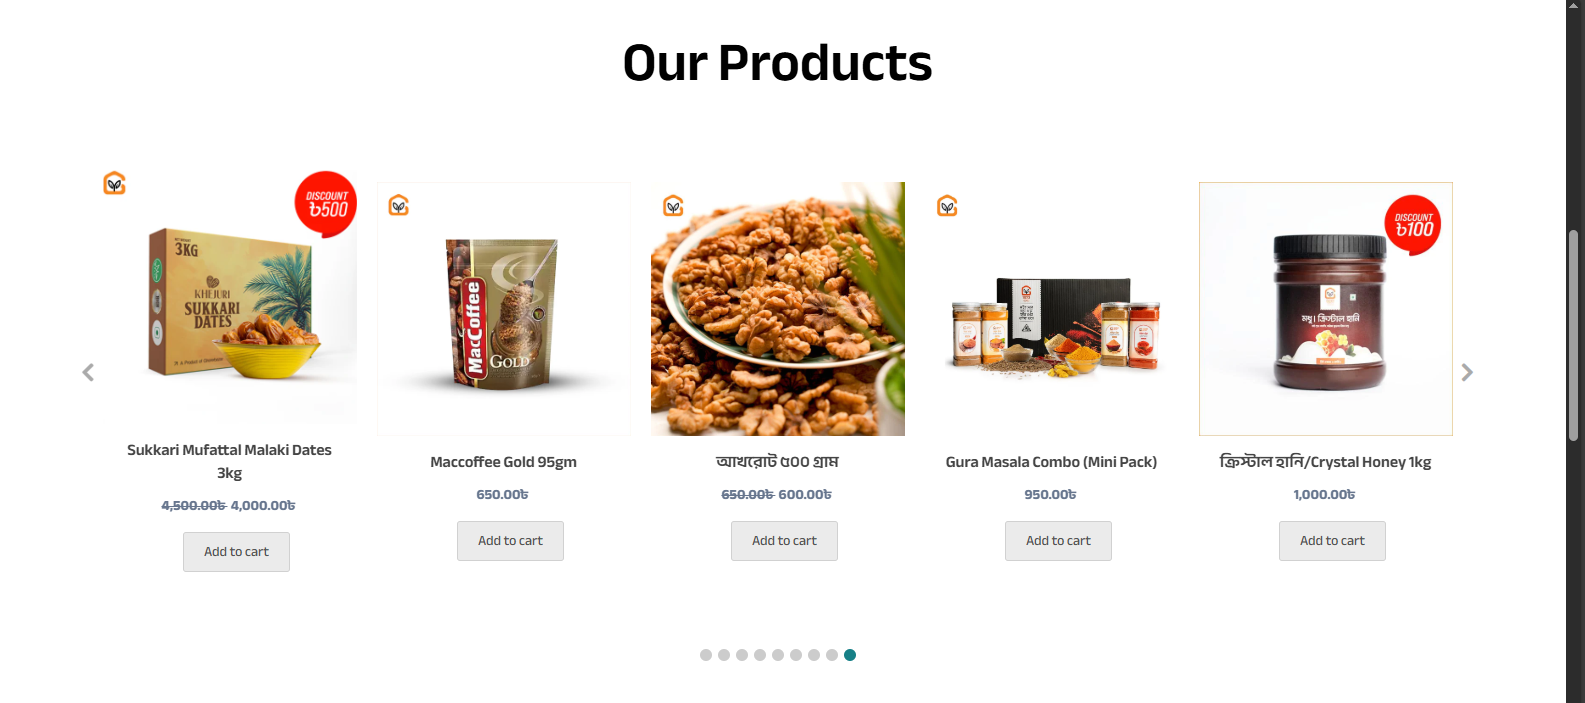 Our Products
DISCOUNT
৳500
3KG
KHEJURI
SUKKARI
DATES
MacCoffee
GOLD
DISCOUNT
৳100
মধু | ক্রিস্টাল হানি
Sukkari Mufattal Malaki Dates
3kg
4,500.00৳ 4,000.00৳
Add to cart
Maccoffee Gold 95gm
650.00৳
Add to cart
আখরোট ৫০০ গ্রাম
650.00৳ 600.00৳
Add to cart
Gura Masala Combo (Mini Pack)
950.00৳
Add to cart
ক্রিস্টাল হানি/Crystal Honey 1kg
1,000.00৳
Add to cart